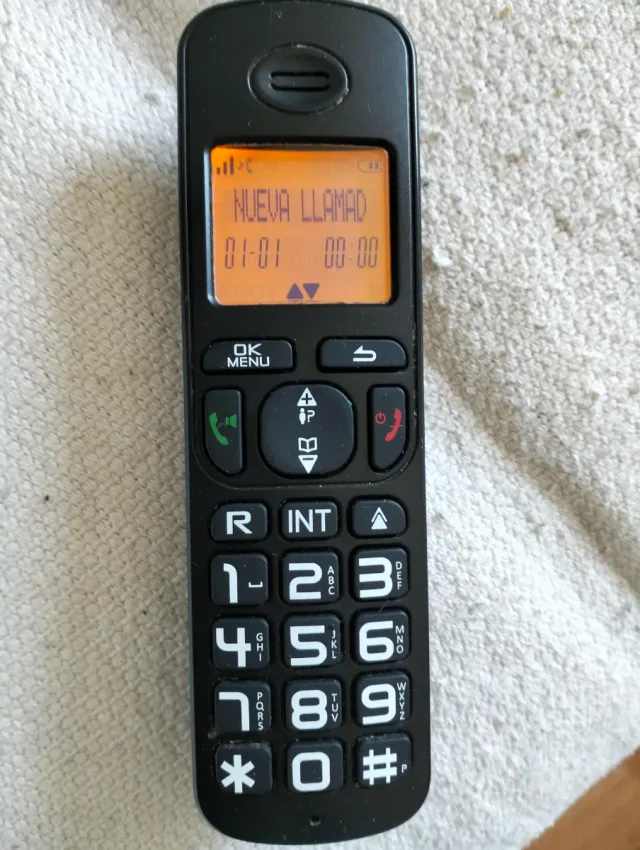 NUEVA LLAMAD
01-01 00:00
OK
MENU
P
R INT
1 2 ABC 3 DEF
4 GHI 5 JKL 6 MNO
7 PQRS 8 TUV 9 WXYZ
* 0 # P